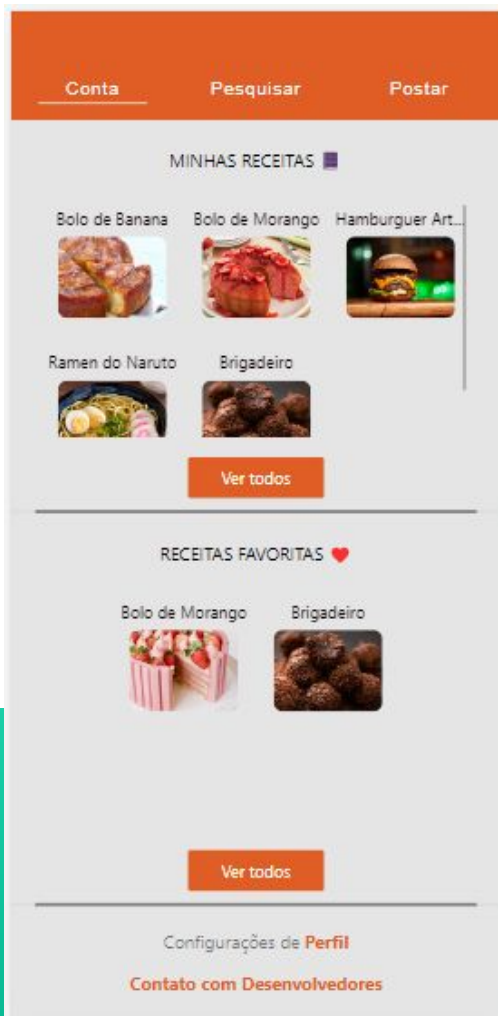 Conta Pesquisar Postar
MINHAS RECEITAS
Bolo de Banana Bolo de Morango Hamburguer Art...
Ramen do Naruto Brigadeiro
Ver todos
RECEITAS FAVORITAS
Bolo de Morango Brigadeiro
Ver todos
Configurações de Perfil
Contato com Desenvolvedores